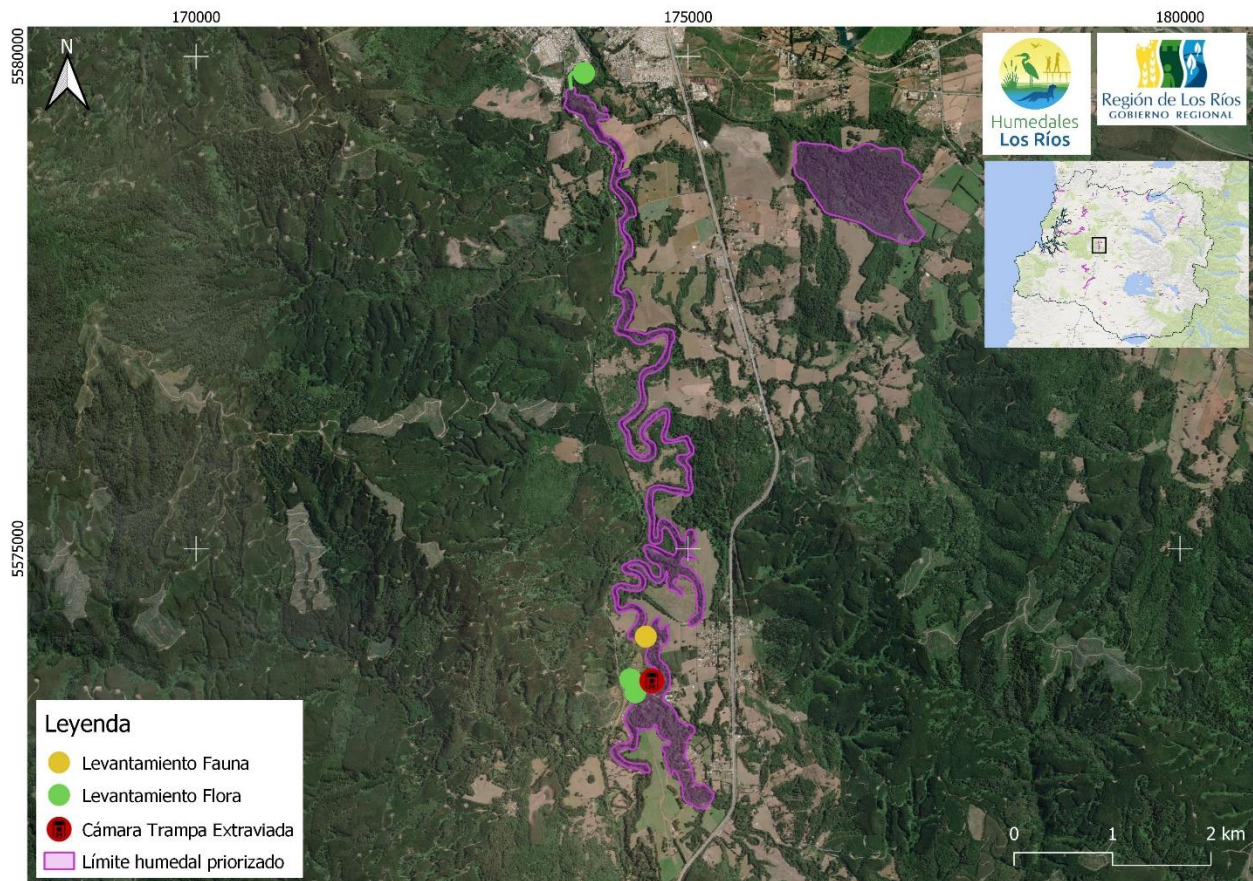 170000
175000
180000
5580000
N
Humedales
Los Ríos
Región de Los Ríos
GOBIERNO REGIONAL
5575000
Leyenda
Levantamiento Fauna
Levantamiento Flora
Cámara Trampa Extraviada
Límite humedal priorizado
0 1 2 km